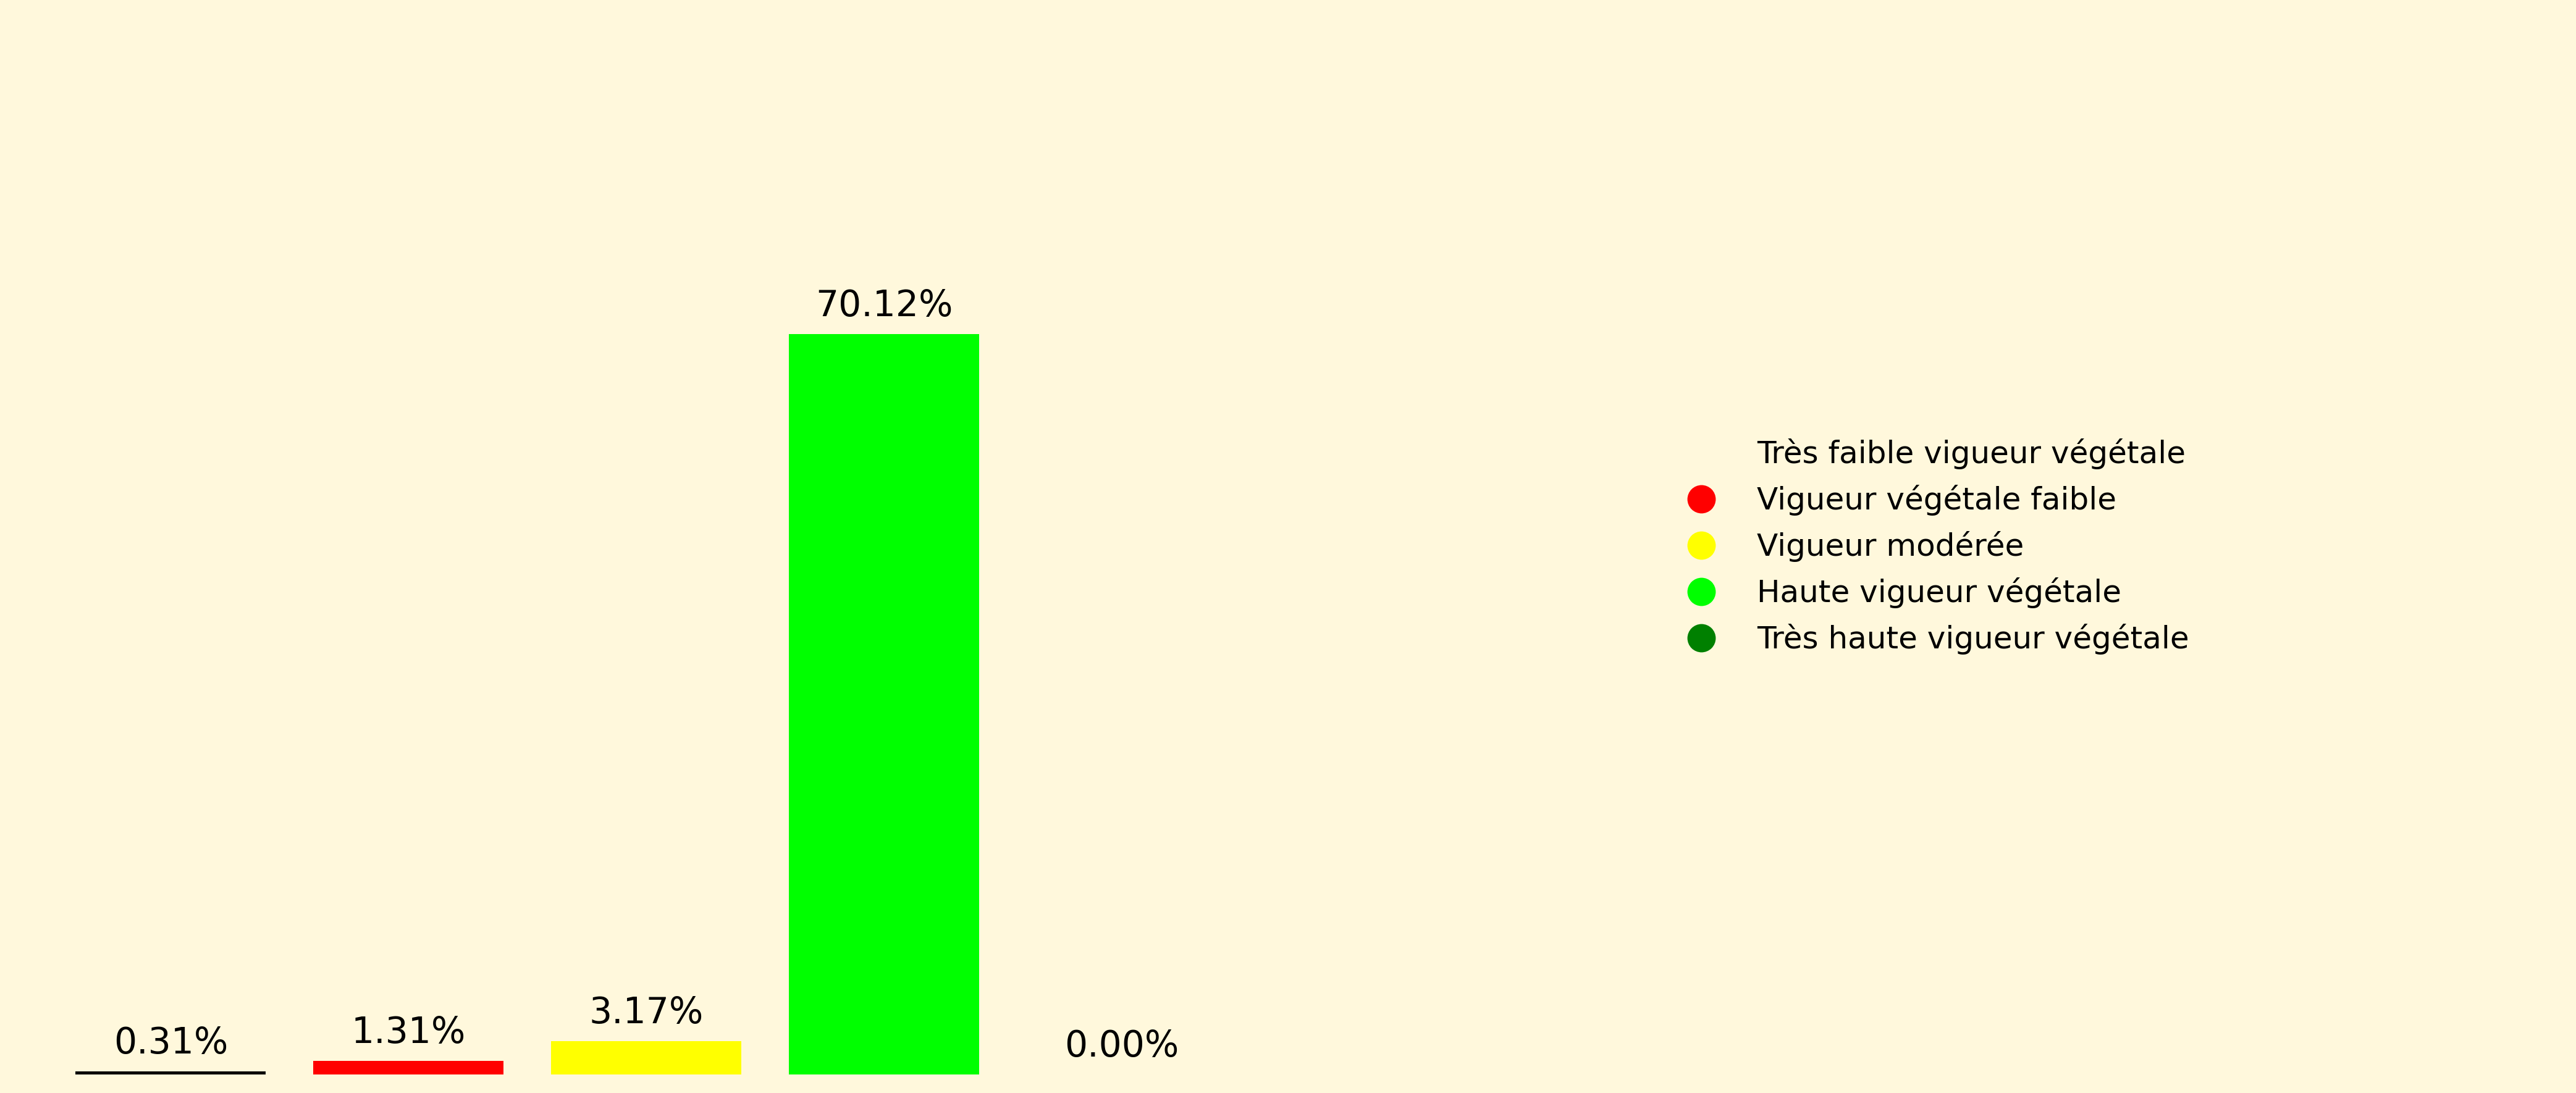 70.12%
3.17%
1.31%
0.31%
0.00%
Très faible vigueur végétale
Vigueur végétale faible
Vigueur modérée
Haute vigueur végétale
Très haute vigueur végétale